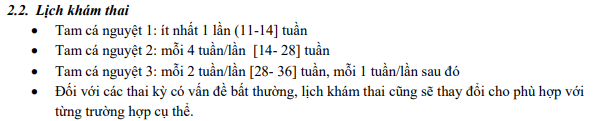 2.2. Lịch khám thai
• Tam cá nguyệt 1: ít nhất 1 lần (11-14] tuần
• Tam cá nguyệt 2: mỗi 4 tuần/lần [14- 28] tuần
• Tam cá nguyệt 3: mỗi 2 tuần/lần [28- 36] tuần, mỗi 1 tuần/lần sau đó
• Đối với các thai kỳ có vấn đề bất thường, lịch khám thai cũng sẽ thay đổi cho phù hợp với
từng trường hợp cụ thể.